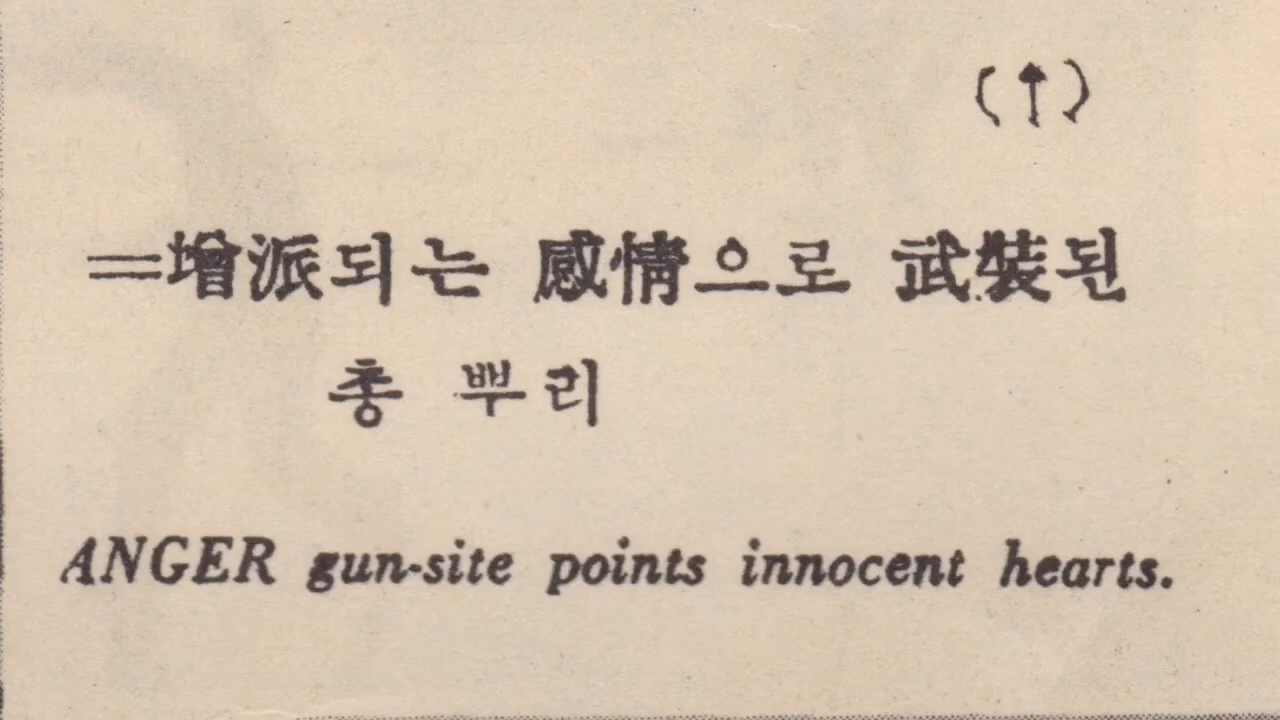 (↑)
=增派되는 感情으로 武裝된
총 뿌리
ANGER gun-site points innocent hearts.